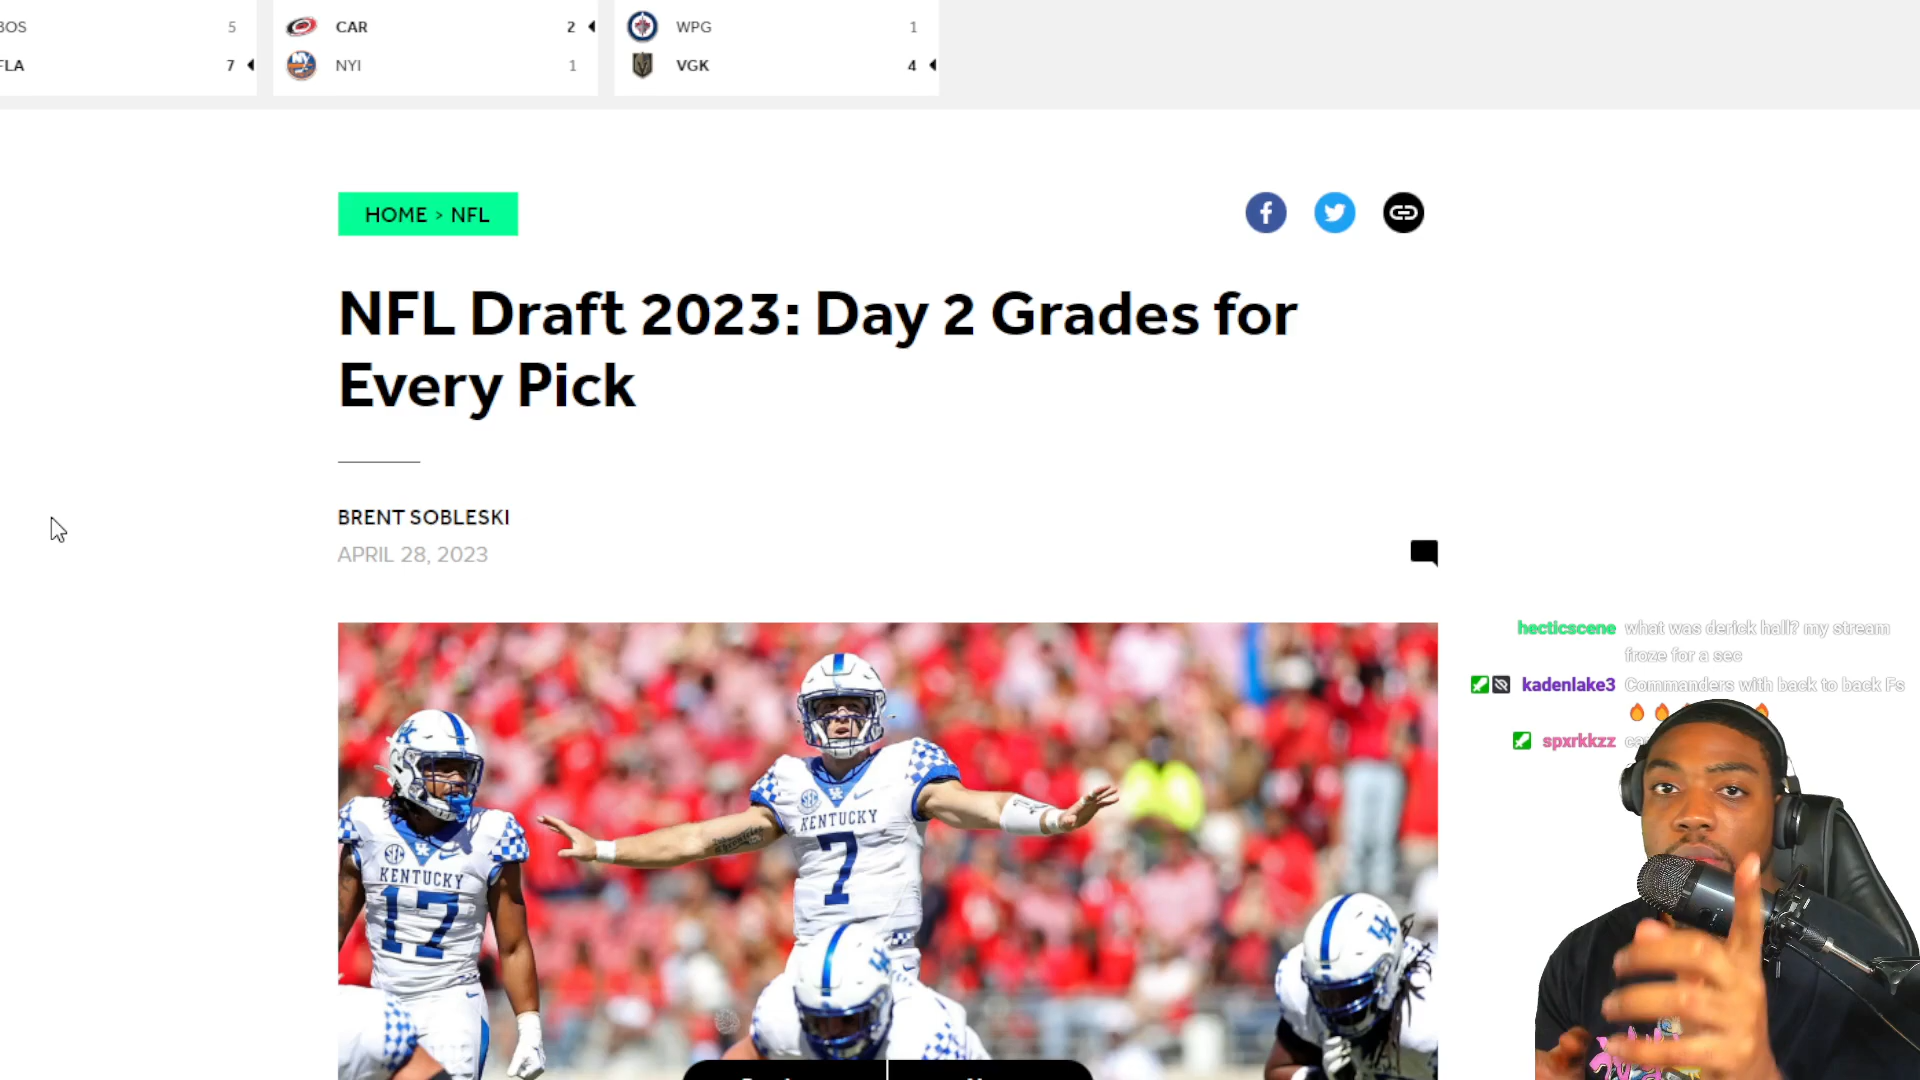 BOS 5
FLA 7
CAR 2
NYI 1
WPG 1
VGK 4
HOME > NFL
NFL Draft 2023: Day 2 Grades for
Every Pick
BRENT SOBLESKI
APRIL 28, 2023
KENTUCKY
17
KENTUCKY
7
hecticscene what was derick hall? my stream
froze for a sec
kadenlake3 Commanders with back to back Fs
spxrkkzz